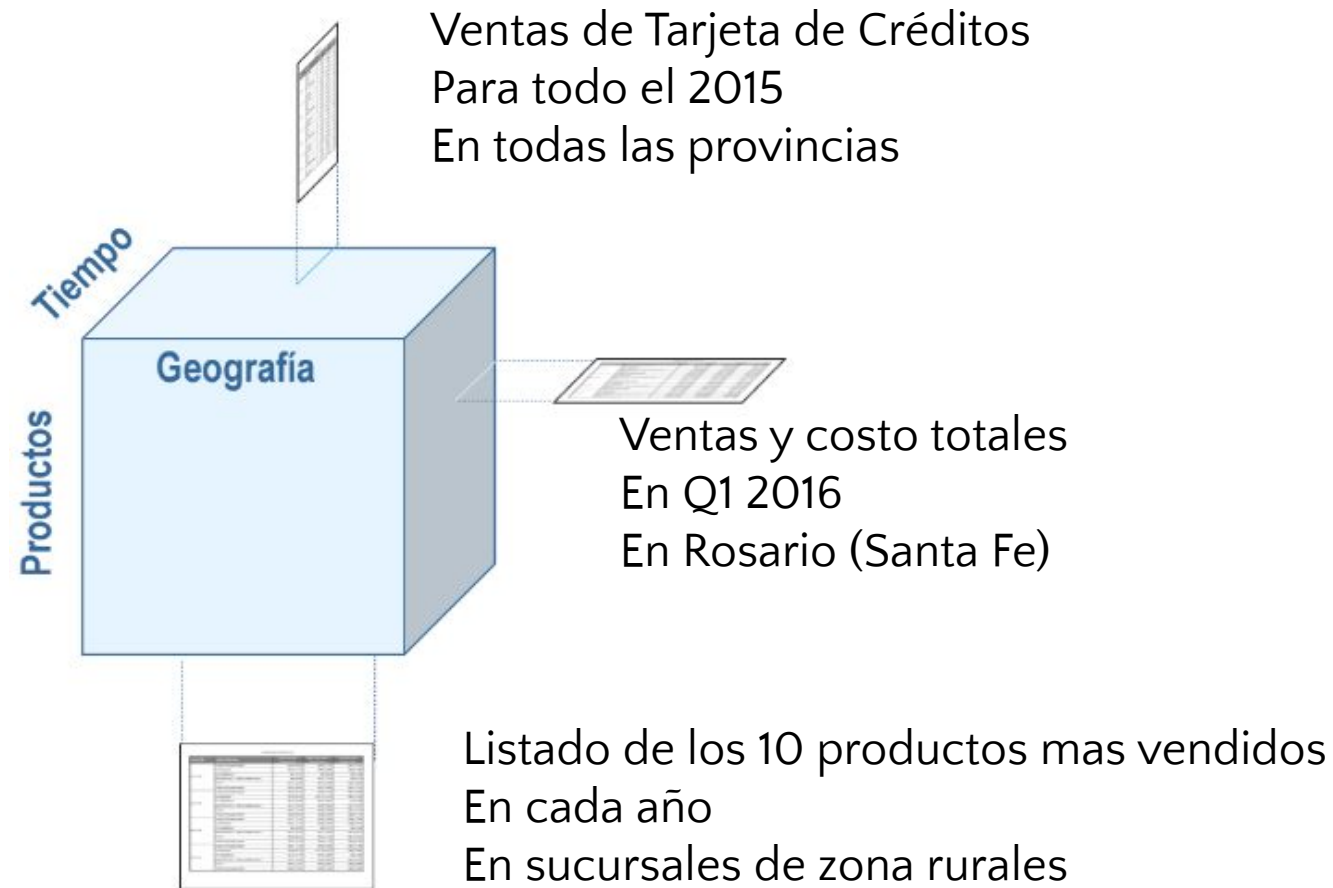 Ventas de Tarjeta de Créditos
Para todo el 2015
En todas las provincias
Tiempo
Geografía
Productos
Ventas y costo totales
En Q1 2016
En Rosario (Santa Fe)
Listado de los 10 productos mas vendidos
En cada año
En sucursales de zona rurales